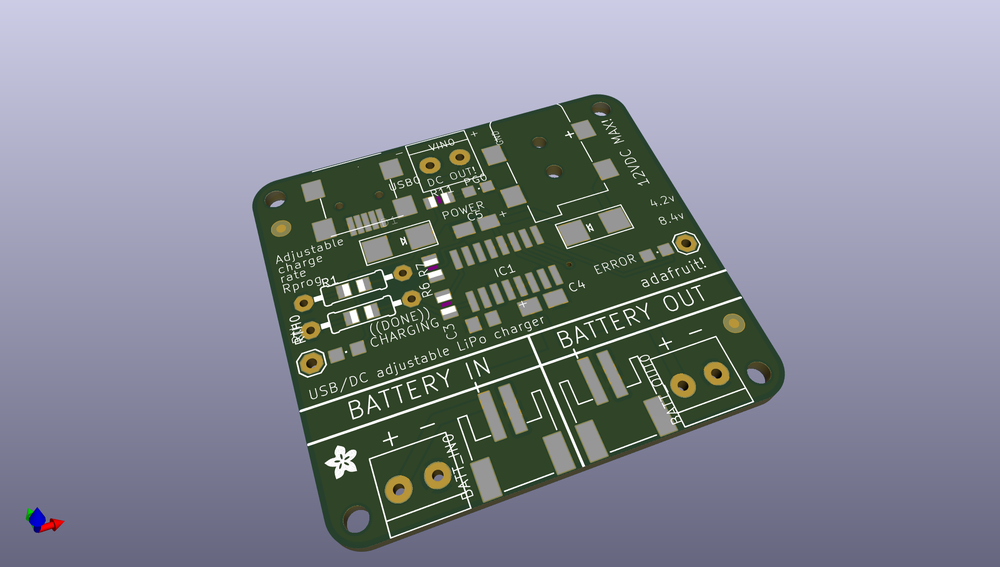 VIN0
+
-
DC OUT!
+
12VDC MAX!
USB0
R11
PG0
POWER
C5
+
4.2v
8.4v
Adjustable
charge
rate
Rprog
R1
R7
R6
IC1
ERROR
adafruit!
C4
+
C3
((DONE))
CHARGING
USB/DC adjustable LiPo charger
BATTERY IN
BATTERY OUT
+ -
+ -
BATT_IN0